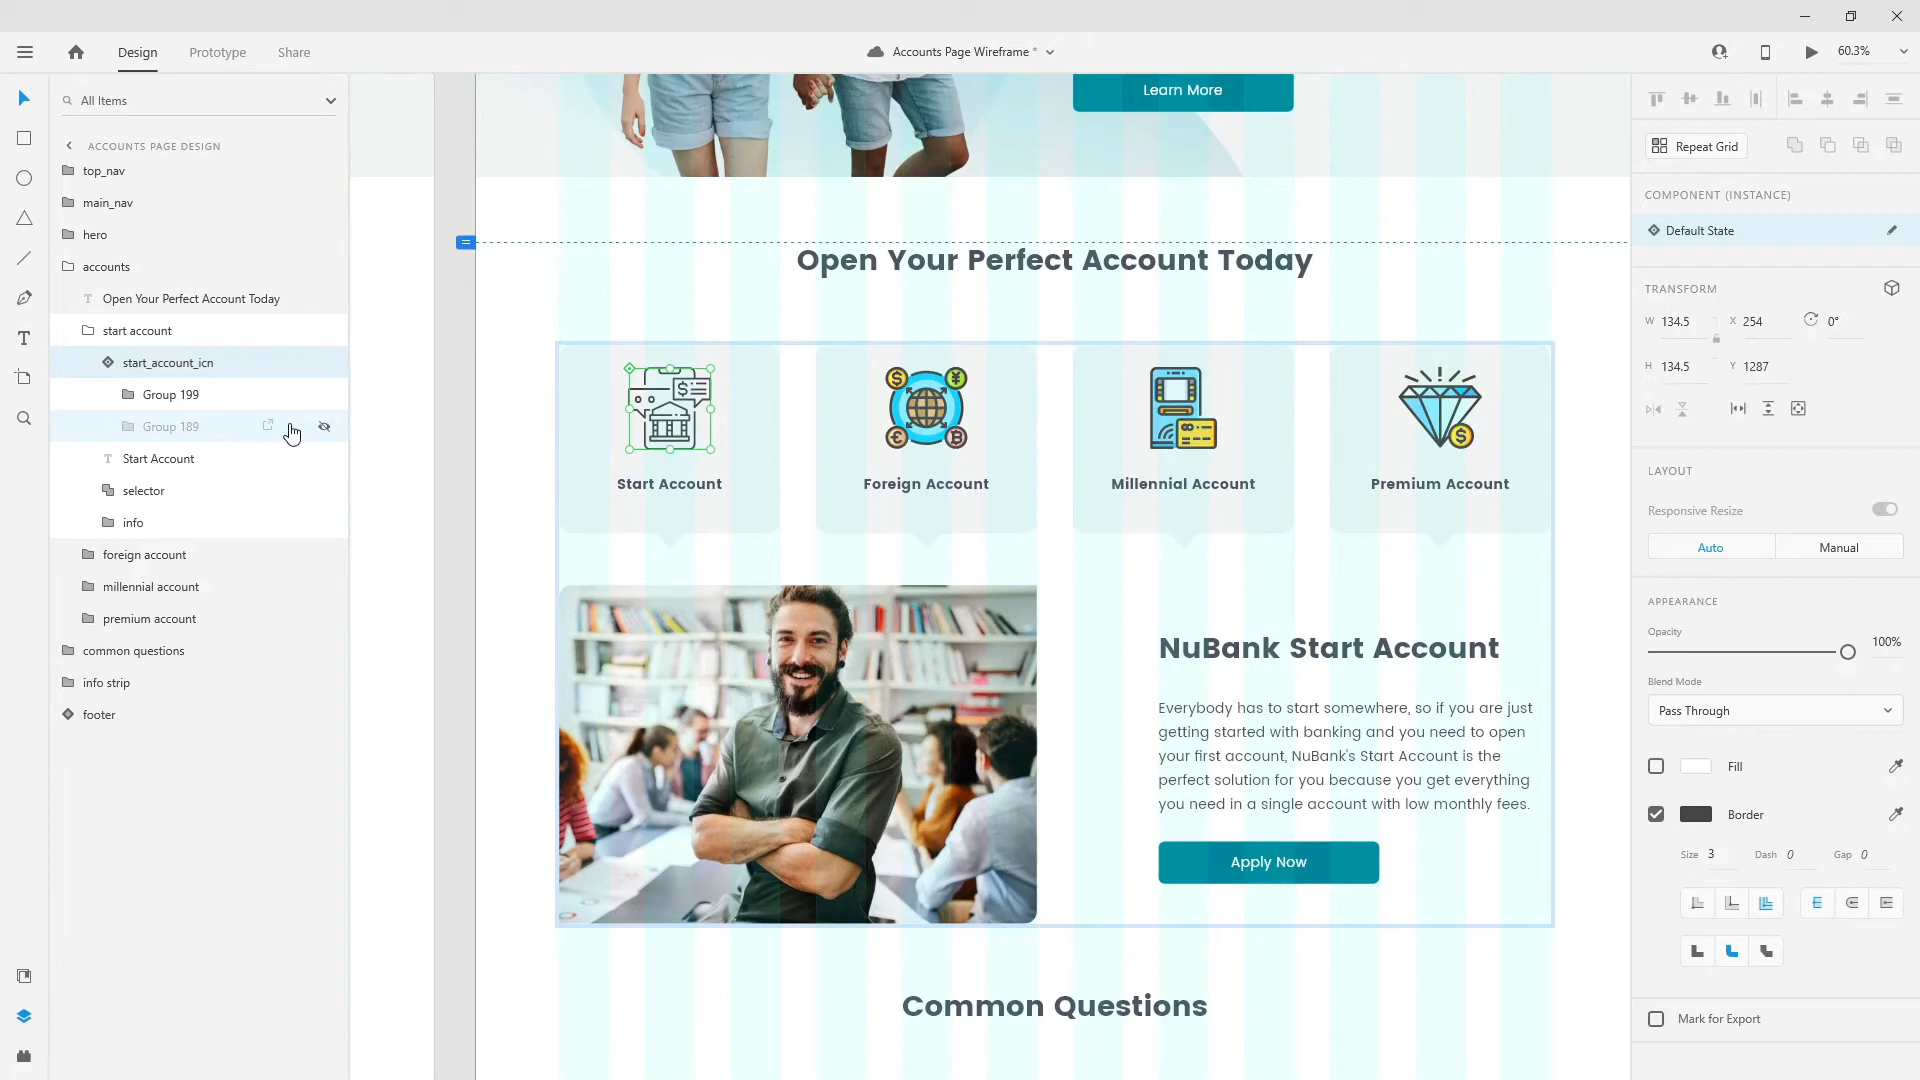 Design
Prototype
Share
Accounts Page Wireframe *
60.3%
All Items
ACCOUNTS PAGE DESIGN
top_nav
main_nav
hero
accounts
T Open Your Perfect Account Today
start account
start_account_icn
Group 199
Group 189
T Start Account
selector
info
foreign account
millennial account
premium account
common questions
info strip
footer
Learn More
Open Your Perfect Account Today
Start Account
Foreign Account
Millennial Account
Premium Account
NuBank Start Account
Everybody has to start somewhere, so if you are just
getting started with banking and you need to open
your first account, NuBank's Start Account is the
perfect solution for you because you get everything
you need in a single account with low monthly fees.
Apply Now
Common Questions
Repeat Grid
COMPONENT (INSTANCE)
Default State
TRANSFORM
W 134.5
X 254
0°
H 134.5
Y 1287
LAYOUT
Responsive Resize
Auto
Manual
APPEARANCE
Opacity
100%
Blend Mode
Pass Through
Fill
Border
Size 3
Dash 0
Gap 0
Mark for Export